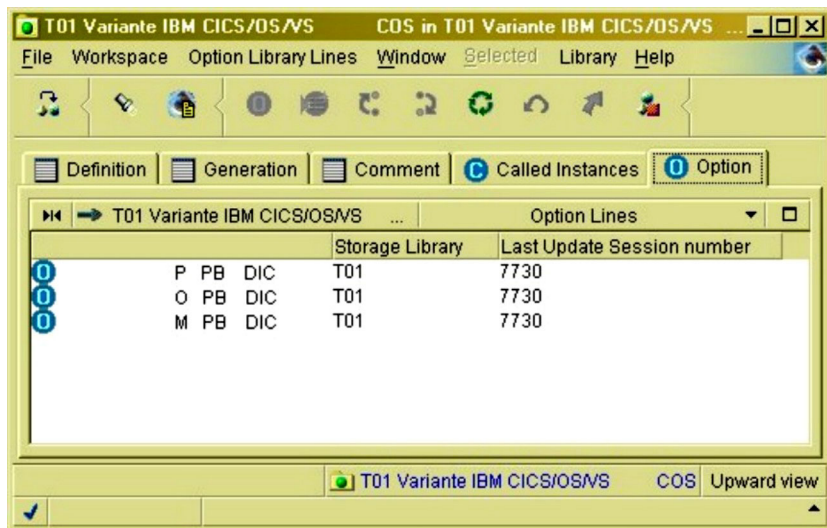 T01 Variante IBM CICS/OS/VS COS in T01 Variante IBM CICS/OS/VS ...
File Workspace Option Library Lines Window Selected Library Help
Definition Generation Comment C Called Instances O Option
T01 Variante IBM CICS/OS/VS ... Option Lines
Storage Library Last Update Session number
O P PB DIC T01 7730
O O PB DIC T01 7730
O M PB DIC T01 7730
T01 Variante IBM CICS/OS/VS COS Upward view